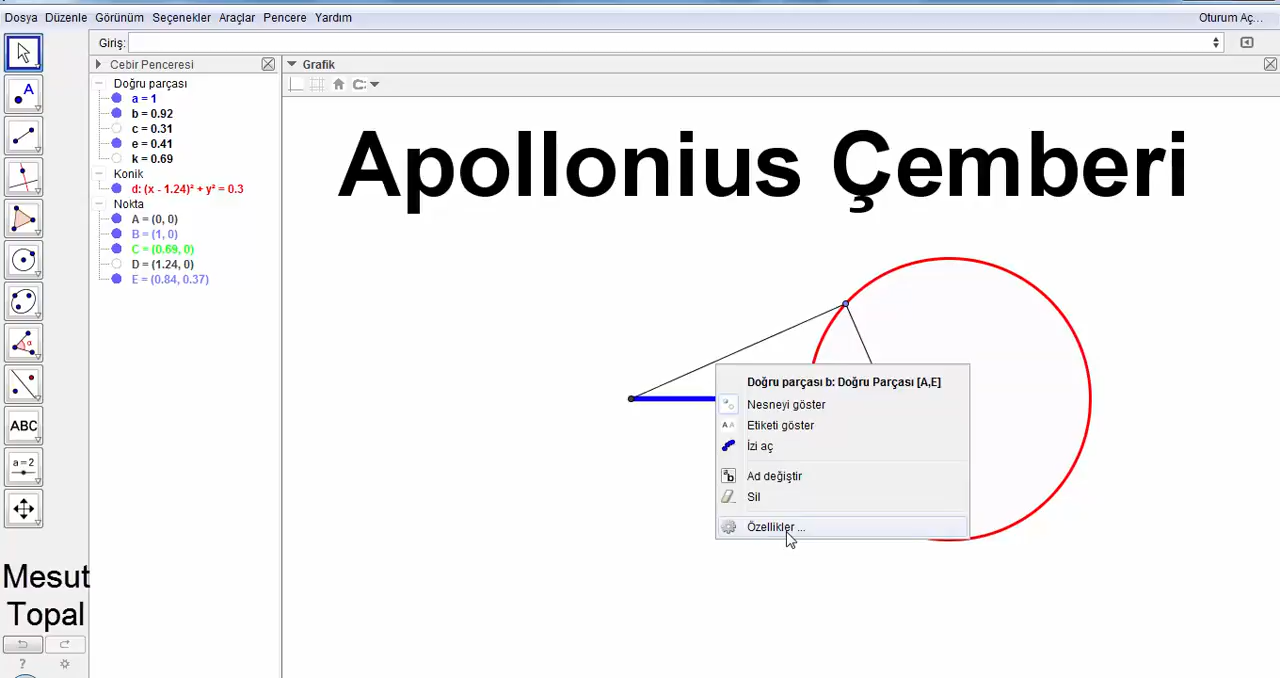 Dosya Düzenle Görünüm Seçenekler Araçlar Pencere Yardım Oturum Aç...
Giriş:
Cebir Penceresi
Grafik
Doğru parçası
a = 1
b = 0.92
c = 0.31
e = 0.41
k = 0.69
Konik
d: (x - 1.24)² + y² = 0.3
Nokta
A = (0, 0)
B = (1, 0)
C = (0.69, 0)
D = (1.24, 0)
E = (0.84, 0.37)
A
α
ABC
a = 2
Apollonius Çemberi
Doğru parçası b: Doğru Parçası [A,E]
Nesneyi göster
AA Etiketi göster
İzi aç
ab Ad değiştir
Sil
Özellikler ...
Mesut
Topal
?